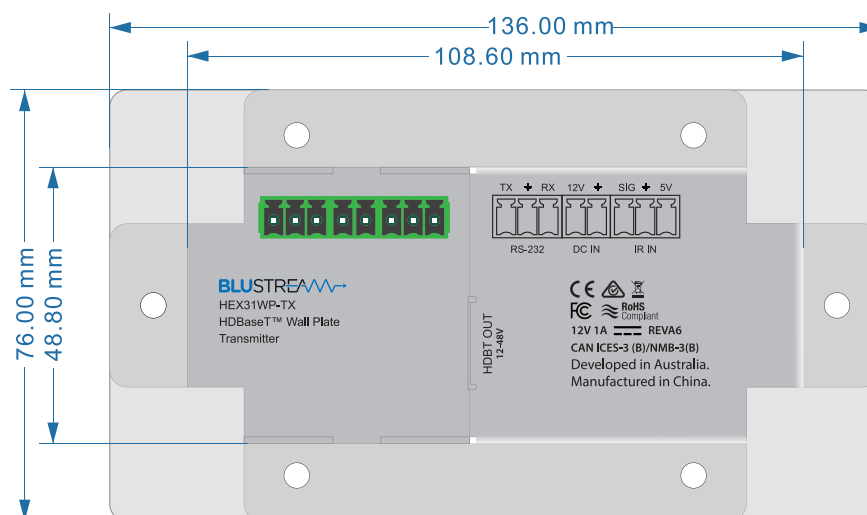 136.00 mm
108.60 mm
76.00 mm
48.80 mm
TX RX 12V SIG 5V
RS-232 DC IN IR IN
BLUSTREAM
HEX31WP-TX
HDBaseT™ Wall Plate
Transmitter
HDBT OUT
12-48V
CE
FC RoHS
Compliant
12V 1A REVA6
CAN ICES-3 (B)/NMB-3(B)
Developed in Australia.
Manufactured in China.